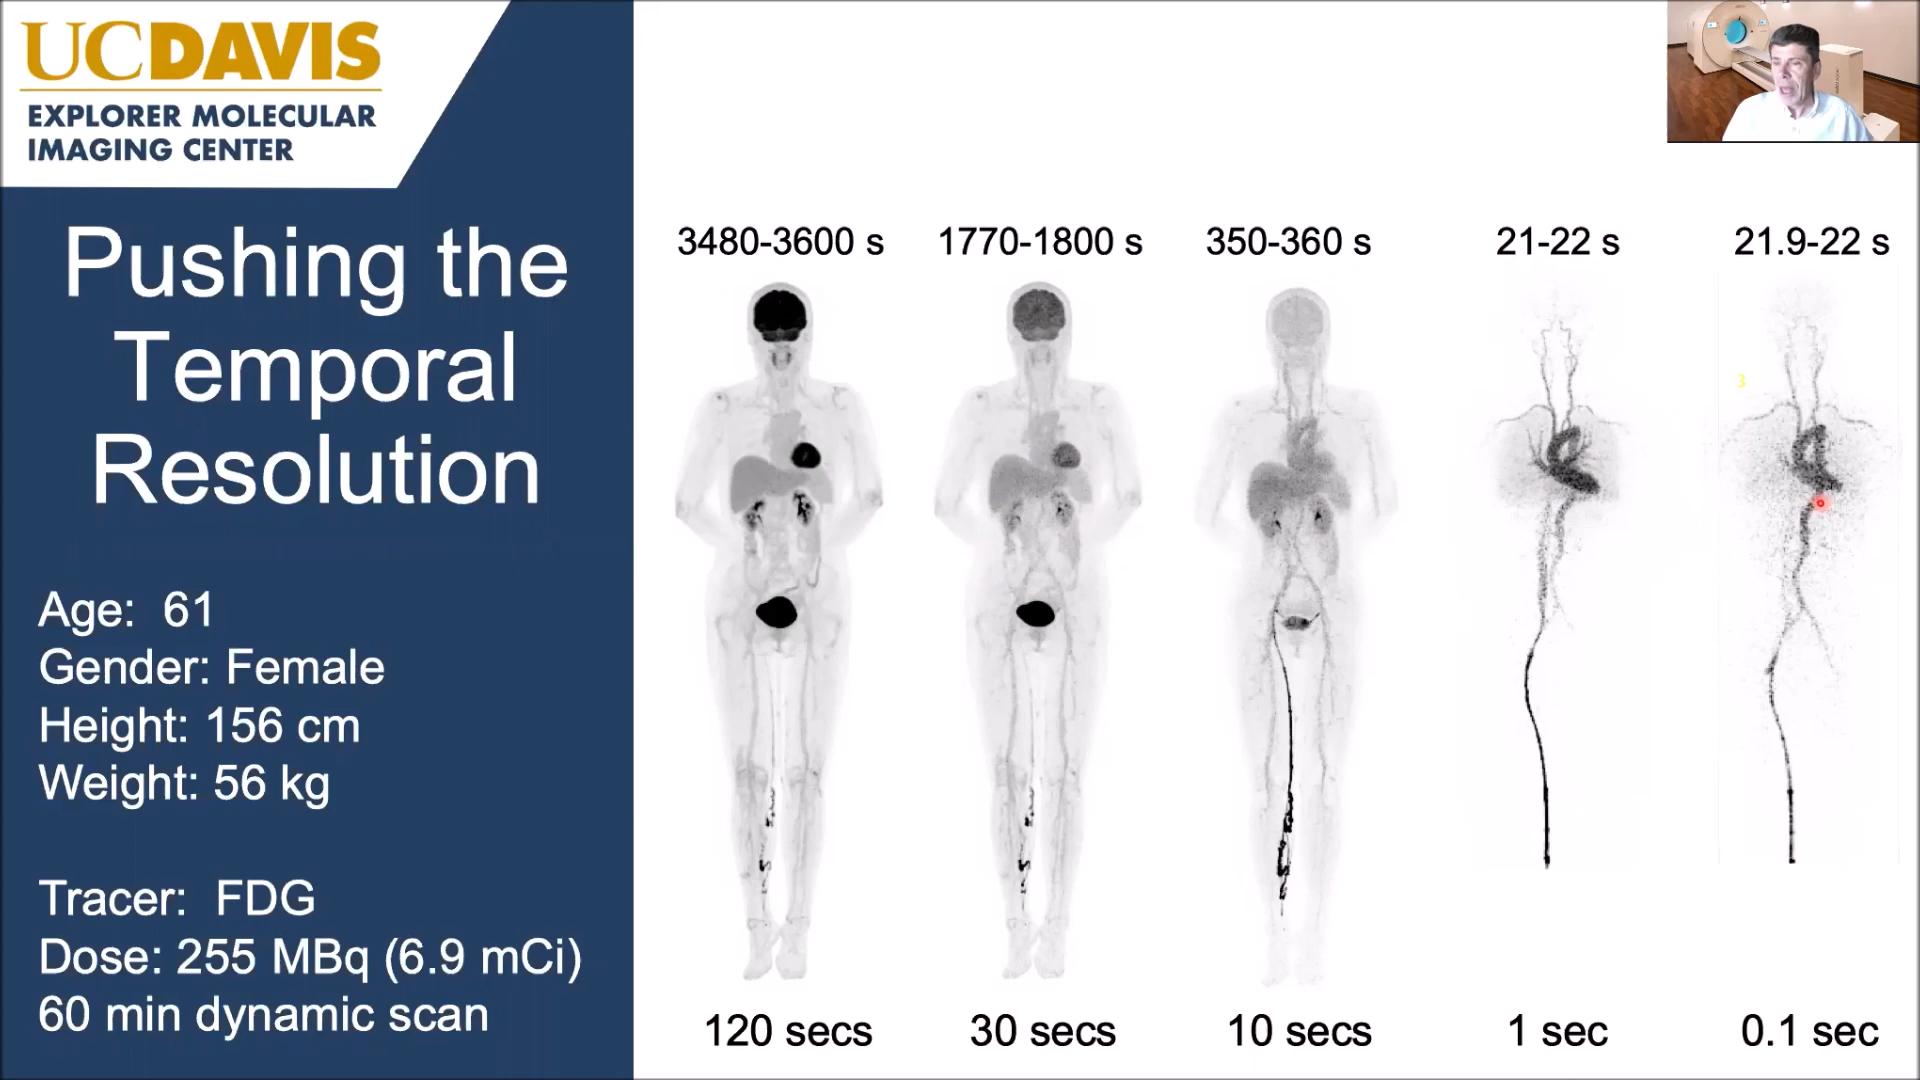 UCDAVIS
EXPLORER MOLECULAR
IMAGING CENTER
Pushing the
Temporal
Resolution
Age: 61
Gender: Female
Height: 156 cm
Weight: 56 kg
Tracer: FDG
Dose: 255 MBq (6.9 mCi)
60 min dynamic scan
3480-3600 s
1770-1800 s
350-360 s
21-22 s
21.9-22 s
3
120 secs
30 secs
10 secs
1 sec
0.1 sec